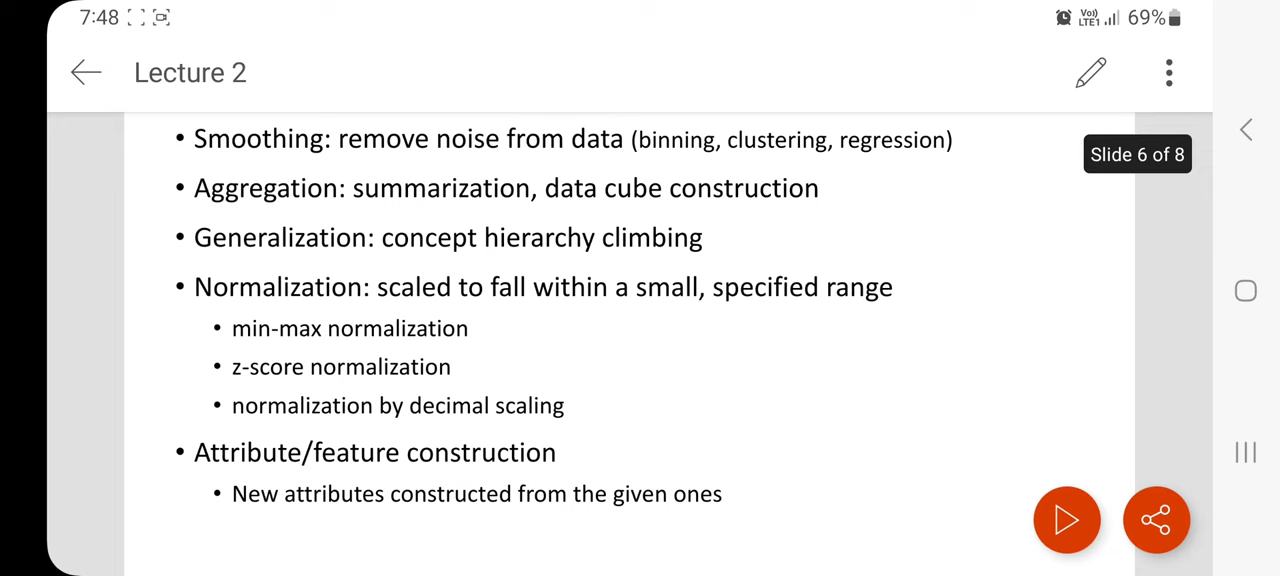 7:48
Vo))
LTE1
69%
Lecture 2
• Smoothing: remove noise from data (binning, clustering, regression)
Slide 6 of 8
• Aggregation: summarization, data cube construction
• Generalization: concept hierarchy climbing
• Normalization: scaled to fall within a small, specified range
• min-max normalization
• z-score normalization
• normalization by decimal scaling
• Attribute/feature construction
• New attributes constructed from the given ones